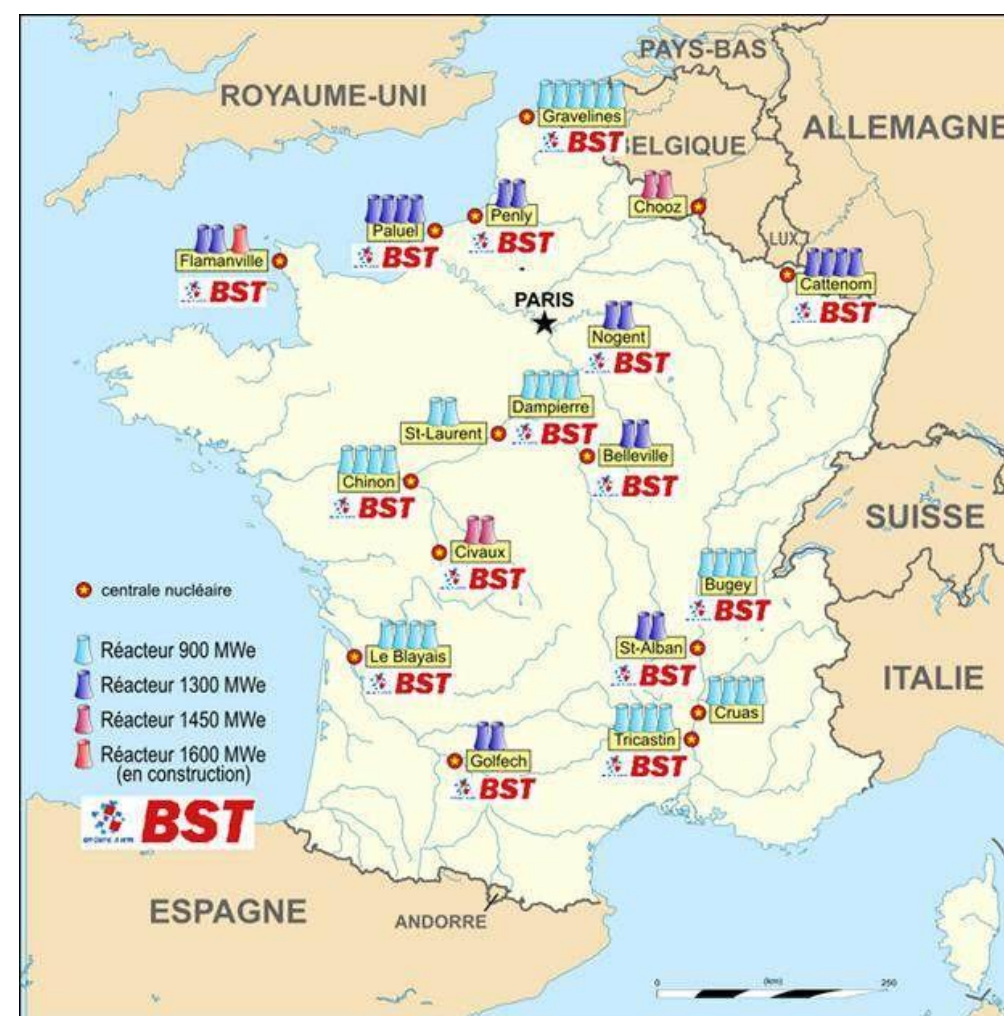 PAYS-BAS
ROYAUME-UNI
Gravelines
BST
BELGIQUE
ALLEMAGNE
Chooz
Penly
BST
Paluel
BST
LUX.
Flamanville
BST
Cattenom
BST
PARIS
Nogent
BST
Dampierre
BST
St-Laurent
Belleville
BST
Chinon
BST
SUISSE
Civaux
BST
Bugey
BST
centrale nucléaire
Réacteur 900 MWe
Réacteur 1300 MWe
Réacteur 1450 MWe
Réacteur 1600 MWe
(en construction)
BST
Le Blayais
BST
St-Alban
BST
ITALIE
Cruas
Tricastin
BST
Golfech
BST
ESPAGNE
ANDORRE
0 (km) 250